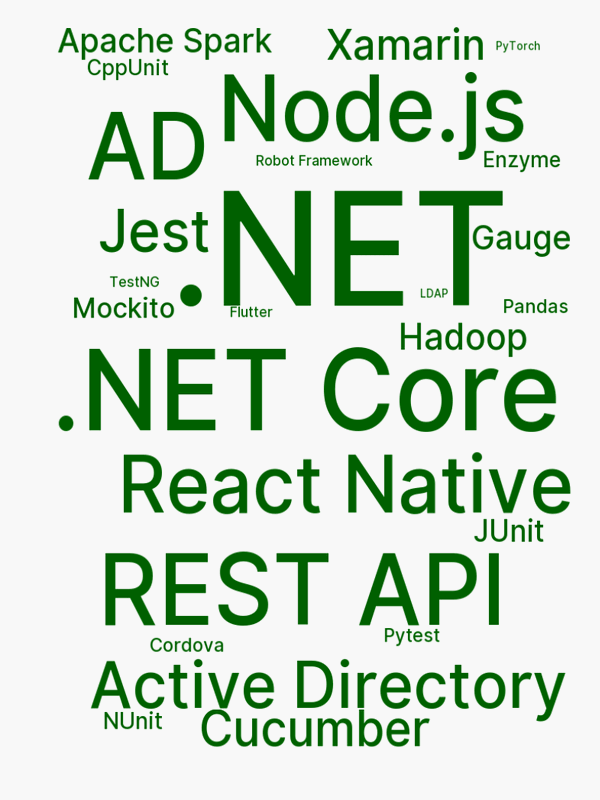 Apache Spark
Xamarin
PyTorch
CppUnit
Node.js
AD
Robot Framework
Enzyme
Jest
.NET
Gauge
TestNG
LDAP
Mockito
Flutter
Pandas
Hadoop
.NET Core
React Native
JUnit
REST API
Pytest
Cordova
Active Directory
NUnit
Cucumber